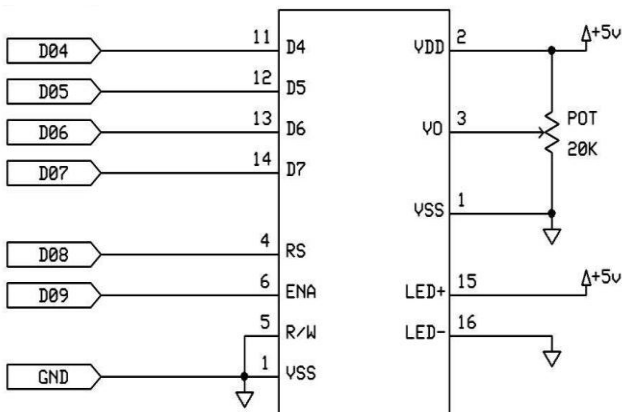 D04 11 D4 VDD 2 +5v
D05 12 D5
D06 13 D6 VO 3 POT
D07 14 D7 20K
VSS 1
D08 4 RS
D09 6 ENA LED+ 15 +5v
5 R/W LED- 16
GND 1 VSS